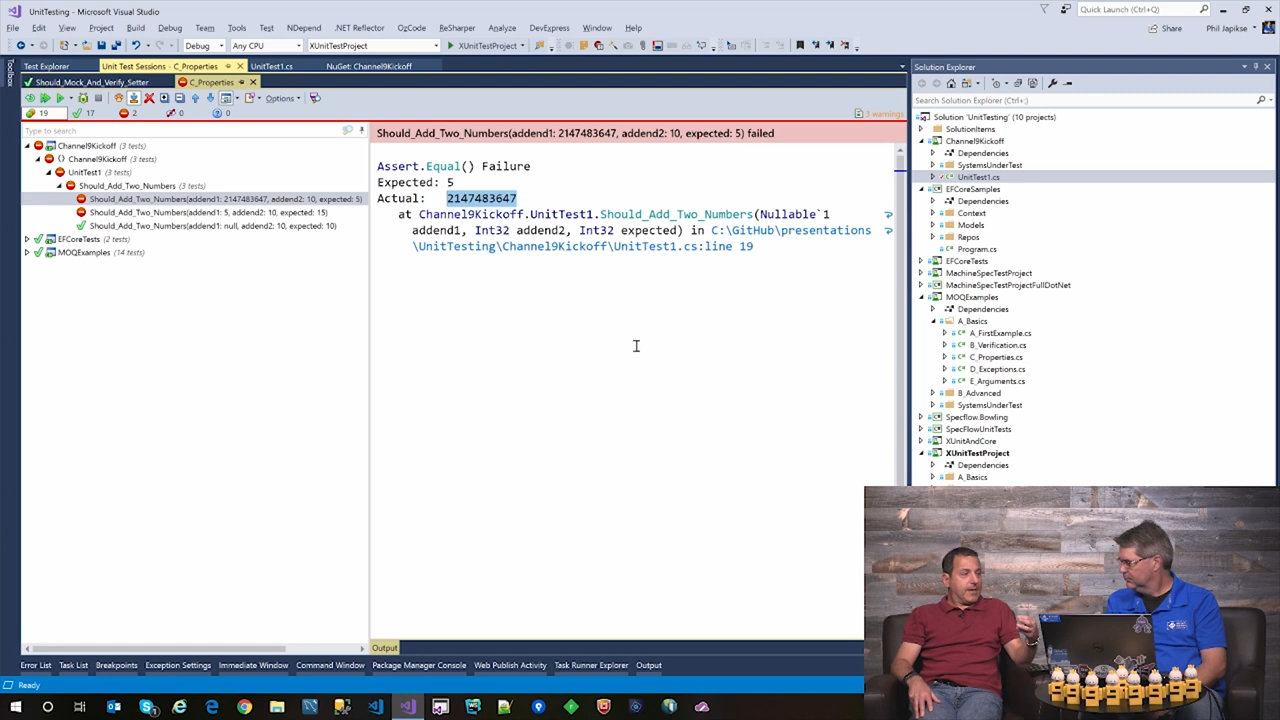 UnitTesting - Microsoft Visual Studio
Quick Launch (Ctrl+Q)
File Edit View Project Build Debug Team Tools Test NDepend .NET Reflector OzCode ReSharper Analyze DevExpress Window Help
Share Phil Japikse
Debug Any CPU XUnitTestProject XUnitTestProject
Toolbox
Test Explorer Unit Test Sessions - C_Properties UnitTest1.cs NuGet: Channel9Kickoff
Should_Mock_And_Verify_Setter C_Properties
Options
19 17 2 0 0
3 warnings
Type to search
Channel9Kickoff (3 tests)
Channel9Kickoff (3 tests)
UnitTest1 (3 tests)
Should_Add_Two_Numbers (3 tests)
Should_Add_Two_Numbers(addend1: 2147483647, addend2: 10, expected: 5)
Should_Add_Two_Numbers(addend1: 5, addend2: 10, expected: 15)
Should_Add_Two_Numbers(addend1: null, addend2: 10, expected: 10)
EFCoreTests (2 tests)
MOQExamples (14 tests)
Should_Add_Two_Numbers(addend1: 2147483647, addend2: 10, expected: 5) failed
Assert.Equal() Failure
Expected: 5
Actual: 2147483647
at Channel9Kickoff.UnitTest1.Should_Add_Two_Numbers(Nullable`1
addend1, Int32 addend2, Int32 expected) in C:\GitHub\presentations
\UnitTesting\Channel9Kickoff\UnitTest1.cs:line 19
Output
Solution Explorer
Search Solution Explorer (Ctrl+;)
Solution 'UnitTesting' (10 projects)
SolutionItems
Channel9Kickoff
Dependencies
SystemsUnderTest
UnitTest1.cs
EFCoreSamples
Dependencies
Context
Models
Repos
Program.cs
EFCoreTests
MachineSpecTestProject
MachineSpecTestProjectFullDotNet
MOQExamples
Dependencies
A_Basics
A_FirstExample.cs
B_Verification.cs
C_Properties.cs
D_Exceptions.cs
E_Arguments.cs
B_Advanced
SystemsUnderTest
Specflow.Bowling
SpecFlowUnitTests
XUnitAndCore
XUnitTestProject
Dependencies
A_Basics
Error List Task List Breakpoints Exception Settings Immediate Window Command Window Package Manager Console Web Publish Activity Task Runner Explorer Output
Ready